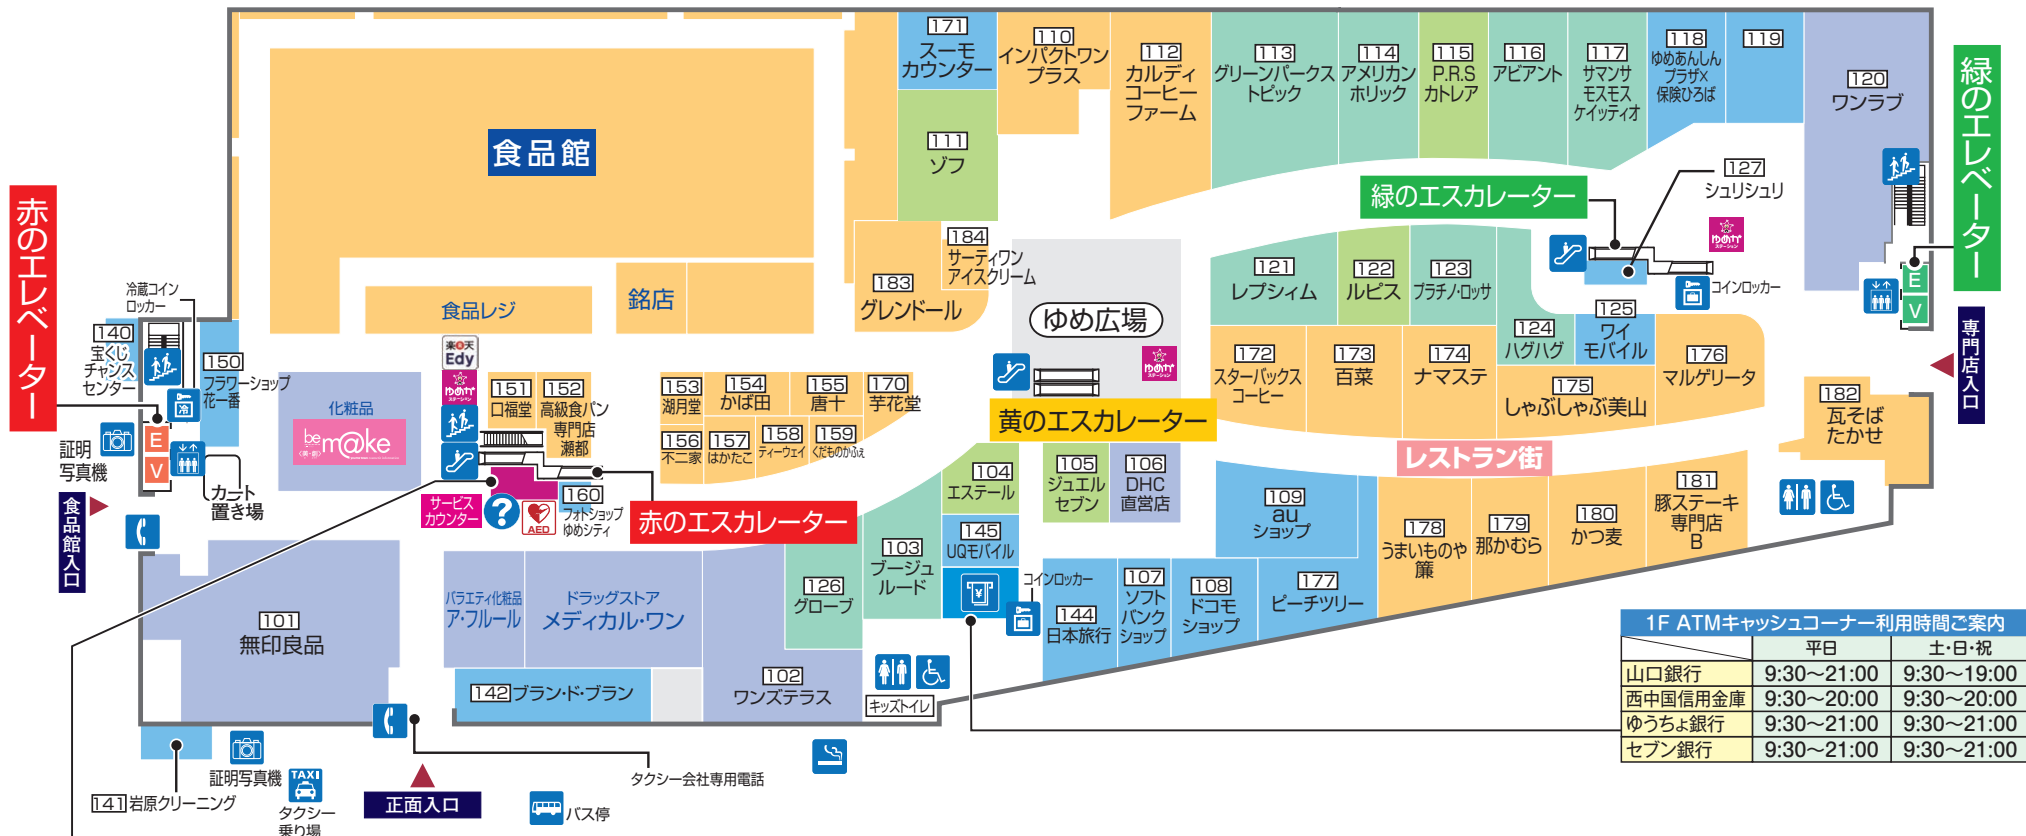 食品館
171
スーモ
カウンター
110
インパクトワン
プラス
112
カルディ
コーヒー
ファーム
113
グリーンパークス
トピック
114
アメリカン
ホリック
115
P.R.S
カトレア
116
アビアント
117
サマンサ
モスモス
ケイッティオ
118
ゆめあんしん
プラザ×
保険ひろば
119
120
ワンラブ
緑のエレベーター
111
ゾフ
127
シュリシュリ
緑のエスカレーター
ゆめか
ステーション
コインロッカー
E
V
専門店入口
赤のエレベーター
冷蔵コイン
ロッカー
140
宝くじ
チャンス
センター
150
フラワーショップ
花一番
冷
E
V
証明
写真機
カート
置き場
食品館入口
食品レジ
銘店
183
グレンドール
184
サーティワン
アイスクリーム
ゆめ広場
ゆめか
ステーション
黄のエスカレーター
121
レプシィム
122
ルピス
123
プラチノ・ロッサ
124
ハグハグ
125
ワイ
モバイル
172
スターバックス
コーヒー
173
百菜
174
ナマステ
175
しゃぶしゃぶ美山
176
マルゲリータ
182
瓦そば
たかせ
レストラン街
化粧品
be
m@ke
楽天
Edy
ゆめか
ステーション
151
口福堂
152
高級食パン
専門店
瀬都
153
湖月堂
154
かば田
155
唐十
170
芋花堂
156
不二家
157
はかたこ
158
ティーウェイ
159
くだものかふぇ
サービス
カウンター
?
AED
160
フォトショップ
ゆめシティ
赤のエスカレーター
104
エステール
105
ジュエル
セブン
106
DHC
直営店
145
UQモバイル
103
ブージュ
ルード
126
グローブ
109
au
ショップ
178
うまいものや
簾
179
那かむら
180
かつ麦
181
豚ステーキ
専門店
B
¥
コインロッカー
144
日本旅行
107
ソフト
バンク
ショップ
108
ドコモ
ショップ
177
ピーチツリー
101
無印良品
バラエティ化粧品
ア・フルール
ドラッグストア
メディカル・ワン
102
ワンズテラス
142
ブラン・ド・ブラン
キッズトイレ
141
岩原クリーニング
証明写真機
TAXI
タクシー
乗り場
正面入口
バス停
タクシー会社専用電話
1F ATMキャッシュコーナー利用時間ご案内
平日 土・日・祝
山口銀行 9:30〜21:00 9:30〜19:00
西中国信用金庫 9:30〜20:00 9:30〜20:00
ゆうちょ銀行 9:30〜21:00 9:30〜21:00
セブン銀行 9:30〜21:00 9:30〜21:00